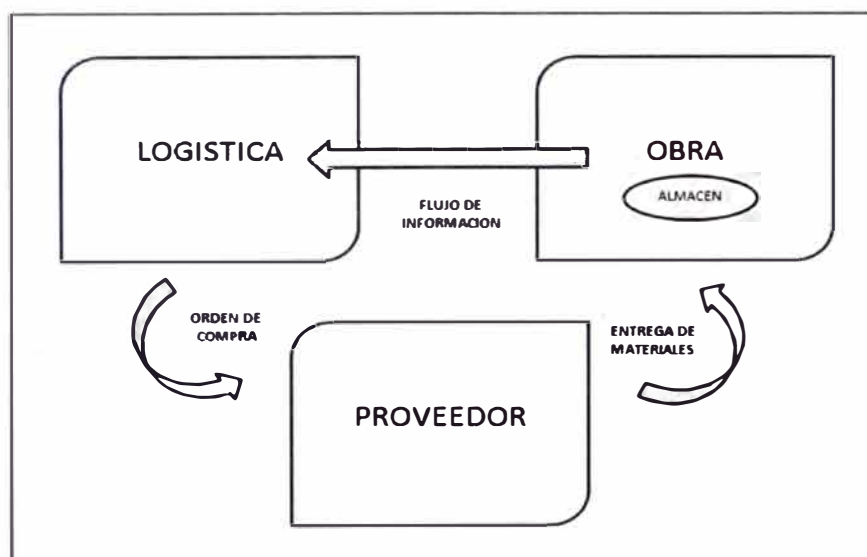 LOGISTICA
OBRA
ALMACEN
FLUJO DE
INFORMACION
ORDEN DE
COMPRA
ENTREGA DE
MATERIALES
PROVEEDOR